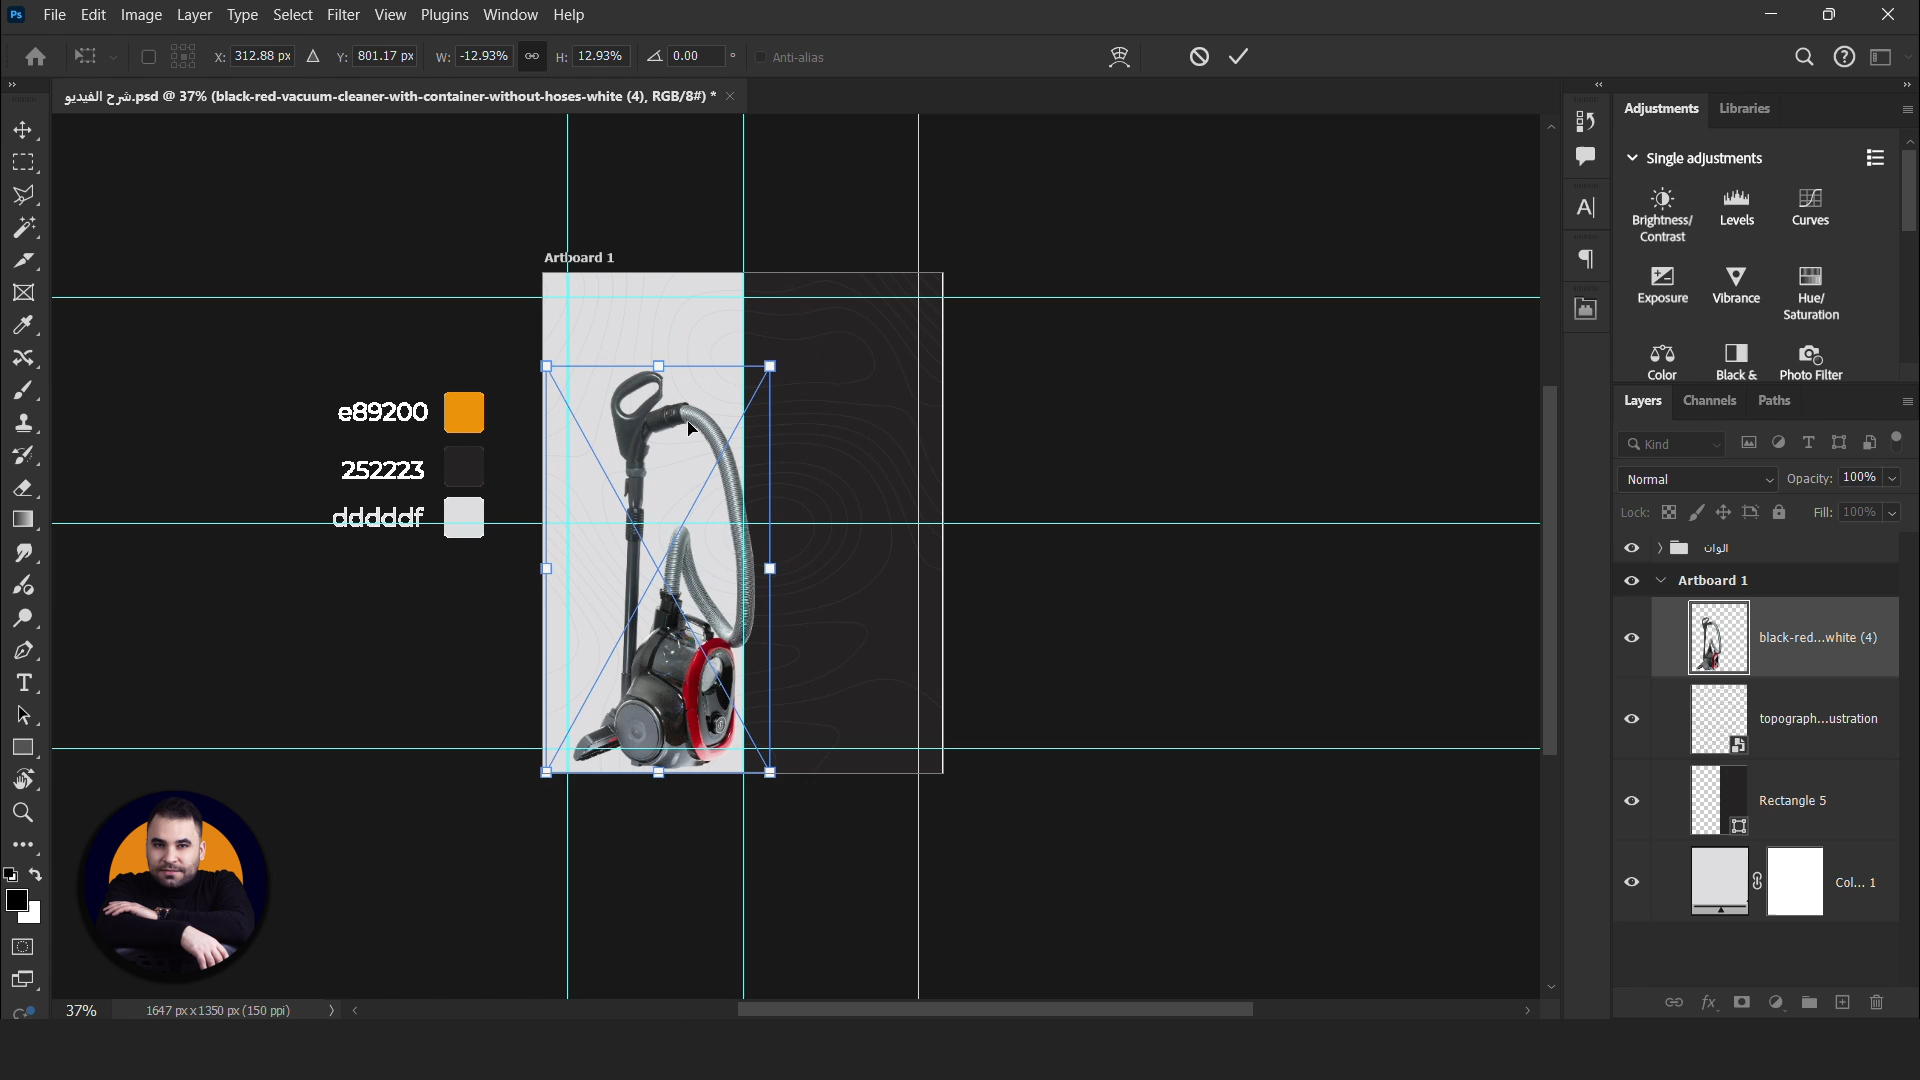 Ps File Edit Image Layer Type Select Filter View Plugins Window Help
X: 312.88 px Y: 801.17 px W: -12.93% H: 12.93% 0.00 ° Anti-alias
شرح الفيديو.psd @ 37% (black-red-vacuum-cleaner-with-container-without-hoses-white (4), RGB/8#) *
Adjustments Libraries
Single adjustments
Brightness/
Contrast
Levels
Curves
Exposure
Vibrance
Hue/
Saturation
Color
Black &
Photo Filter
Artboard 1
e89200
252223
dddddf
Layers Channels Paths
Kind
Normal Opacity: 100%
Lock: Fill: 100%
الوان
Artboard 1
black-red...white (4)
topograph...ustration
Rectangle 5
Col... 1
37% 1647 px x 1350 px (150 ppi)